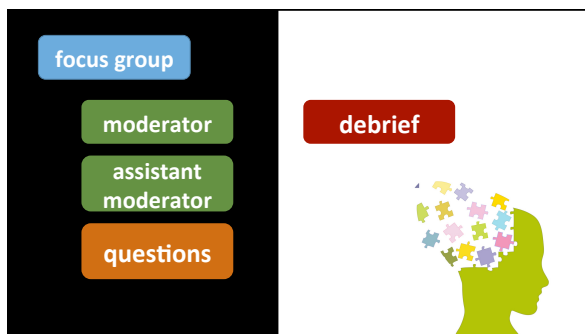 focus group
moderator
debrief
assistant
moderator
questions